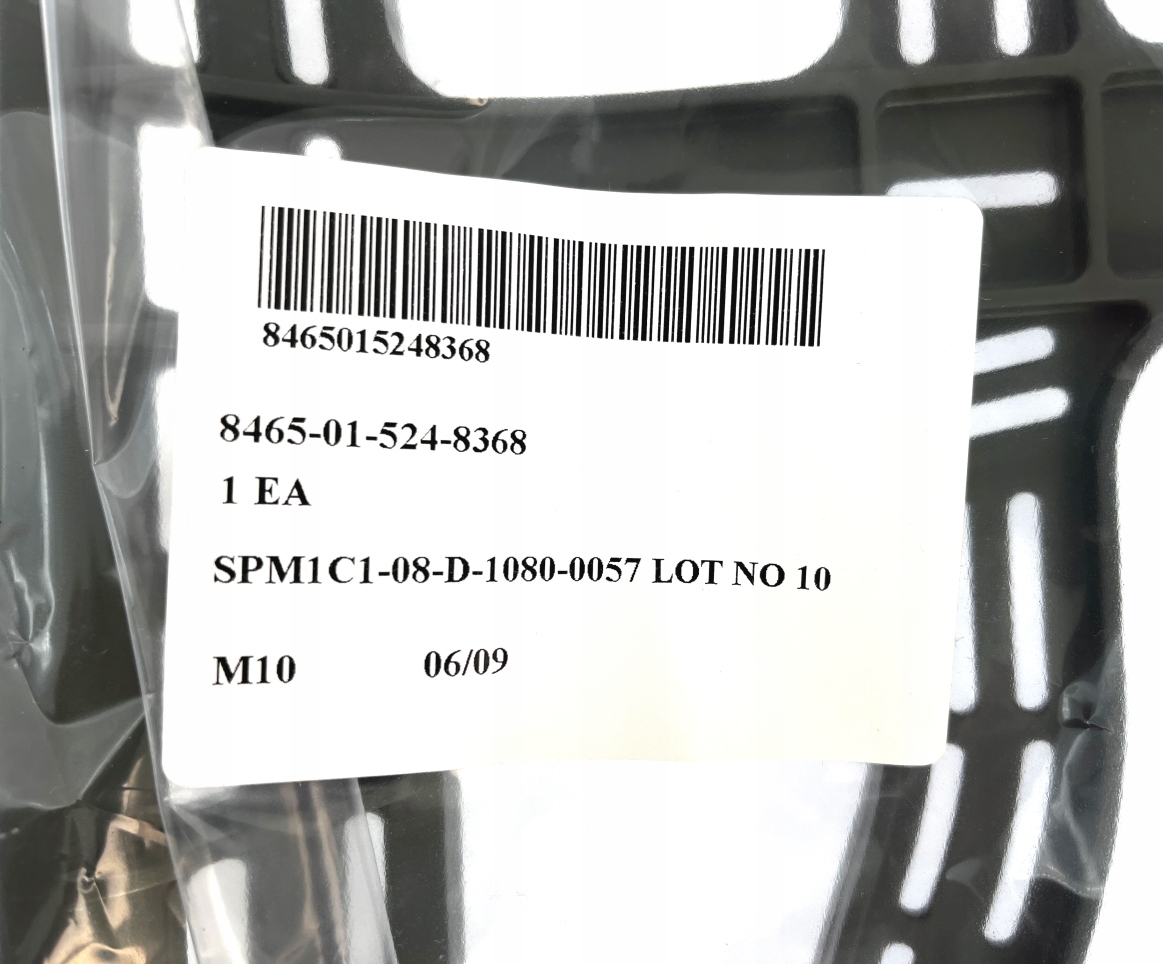 8465015248368
8465-01-524-8368
1 EA
SPM1C1-08-D-1080-0057 LOT NO 10
M10 06/09